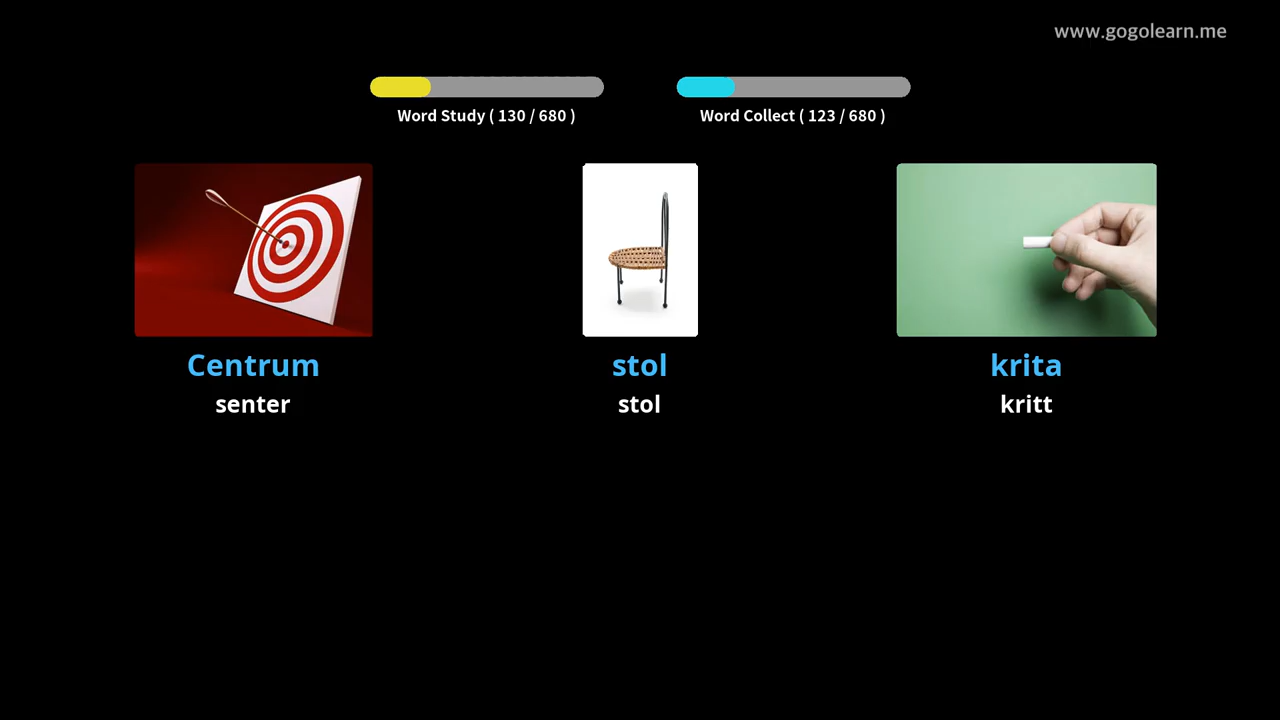 www.gogolearn.me
Word Study ( 130 / 680 )
Word Collect ( 123 / 680 )
Centrum
senter
stol
stol
krita
kritt